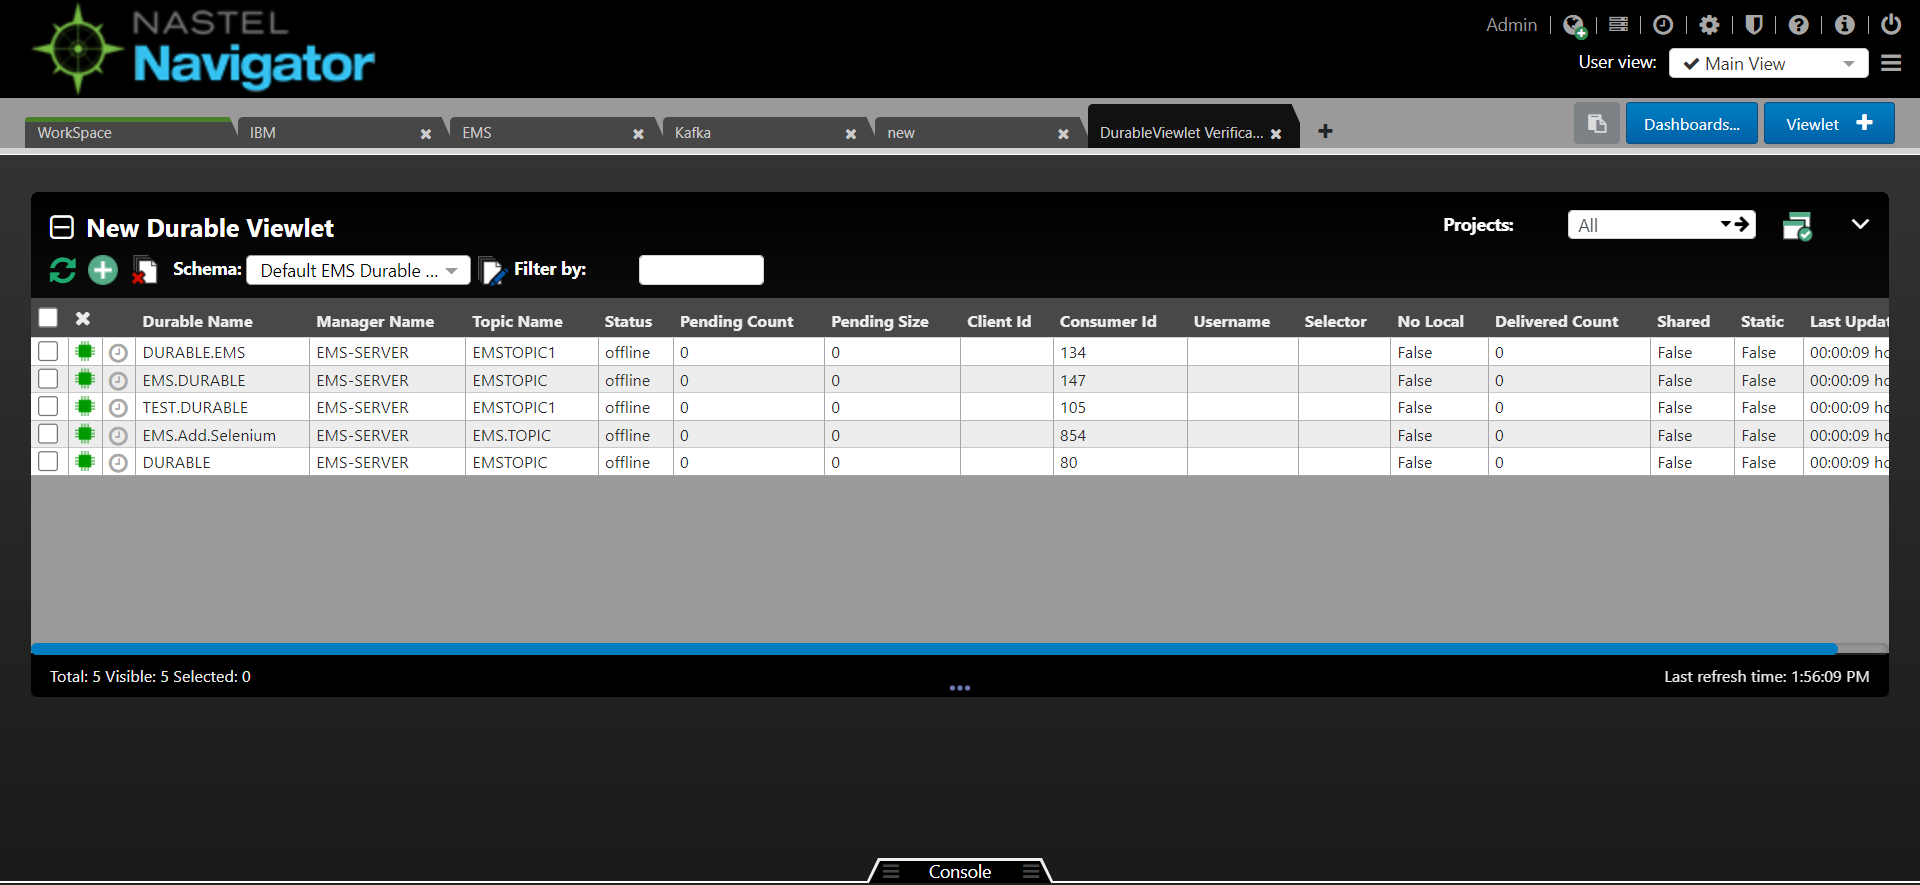 NASTEL
Navigator
Admin
User view: Main View
WorkSpace IBM EMS Kafka new DurableViewlet Verifica... Dashboards... Viewlet
New Durable Viewlet Projects: All
Schema: Default EMS Durable ... Filter by:
Durable Name Manager Name Topic Name Status Pending Count Pending Size Client Id Consumer Id Username Selector No Local Delivered Count Shared Static Last Updat
DURABLE.EMS EMS-SERVER EMSTOPIC1 offline 0 0 134 False 0 False False 00:00:09 ho
EMS.DURABLE EMS-SERVER EMSTOPIC offline 0 0 147 False 0 False False 00:00:09 ho
TEST.DURABLE EMS-SERVER EMSTOPIC1 offline 0 0 105 False 0 False False 00:00:09 ho
EMS.Add.Selenium EMS-SERVER EMS.TOPIC offline 0 0 854 False 0 False False 00:00:09 ho
DURABLE EMS-SERVER EMSTOPIC offline 0 0 80 False 0 False False 00:00:09 ho
Total: 5 Visible: 5 Selected: 0 Last refresh time: 1:56:09 PM
Console